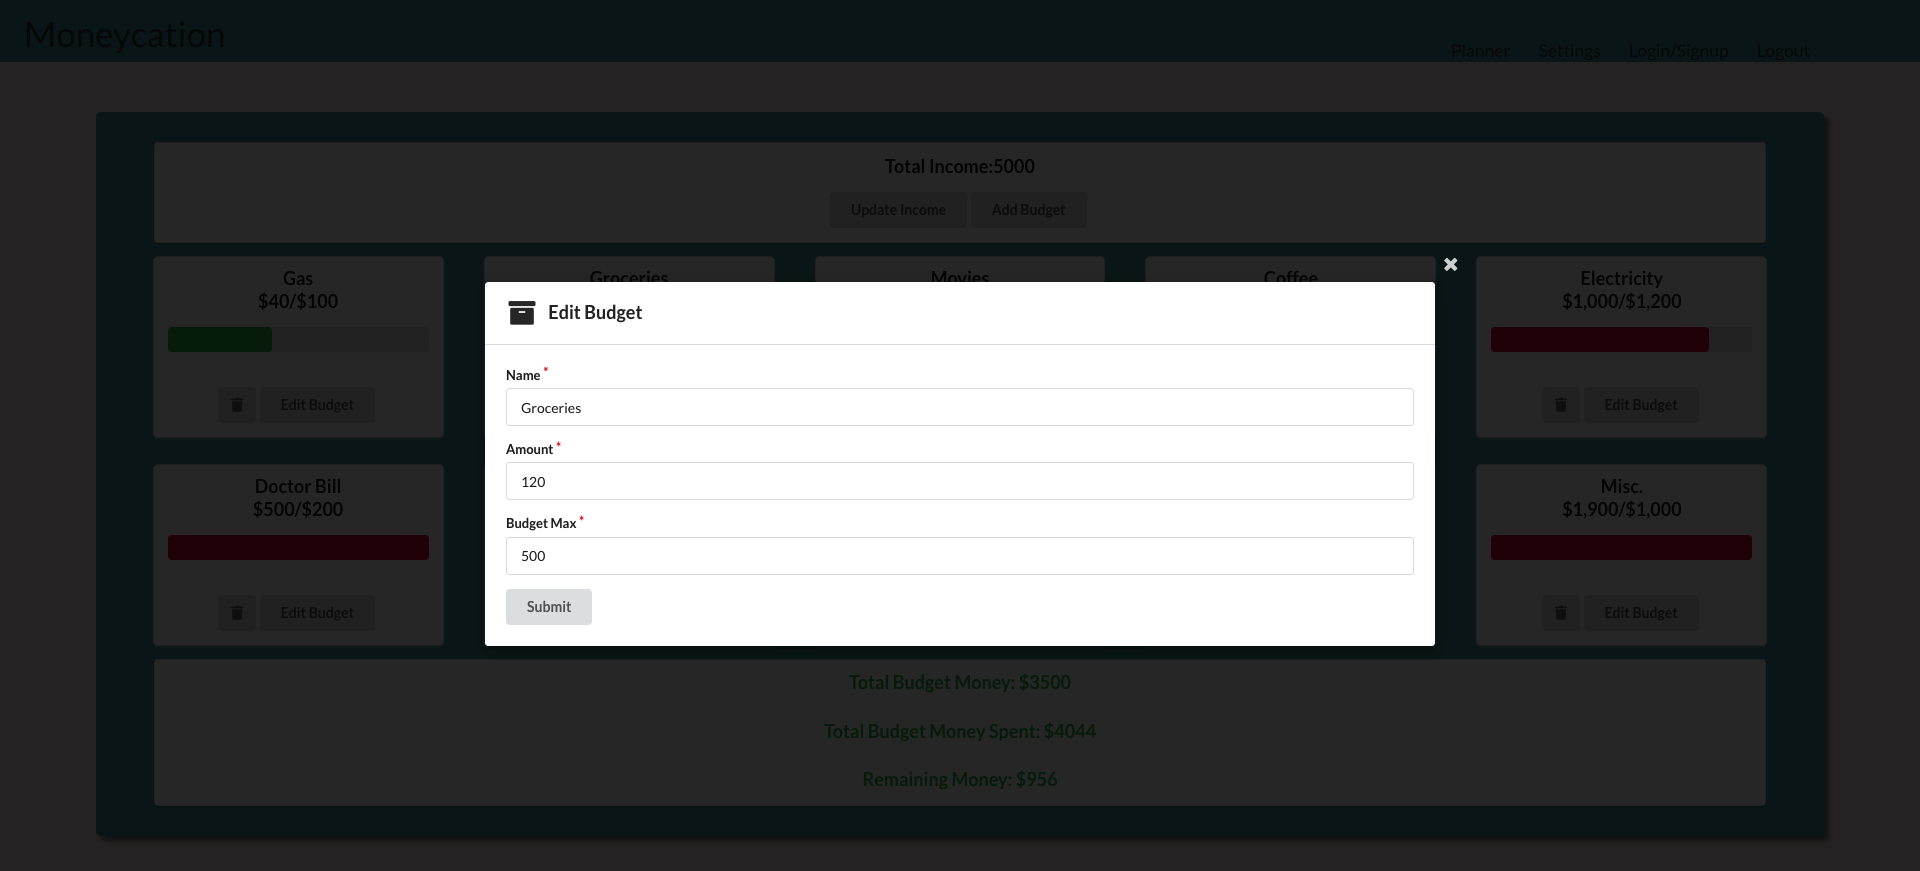 Moneycation
Planner Settings Login/Signup Logout
Total Income:5000
Update Income Add Budget
Gas Groceries Movies Coffee Electricity
$40/$100 $1,000/$1,200
Edit Budget
Name *
Groceries
Amount *
120
Budget Max *
500
Submit
Edit Budget Edit Budget
Doctor Bill Misc.
$500/$200 $1,900/$1,000
Edit Budget Edit Budget
Total Budget Money: $3500
Total Budget Money Spent: $4044
Remaining Money: $956